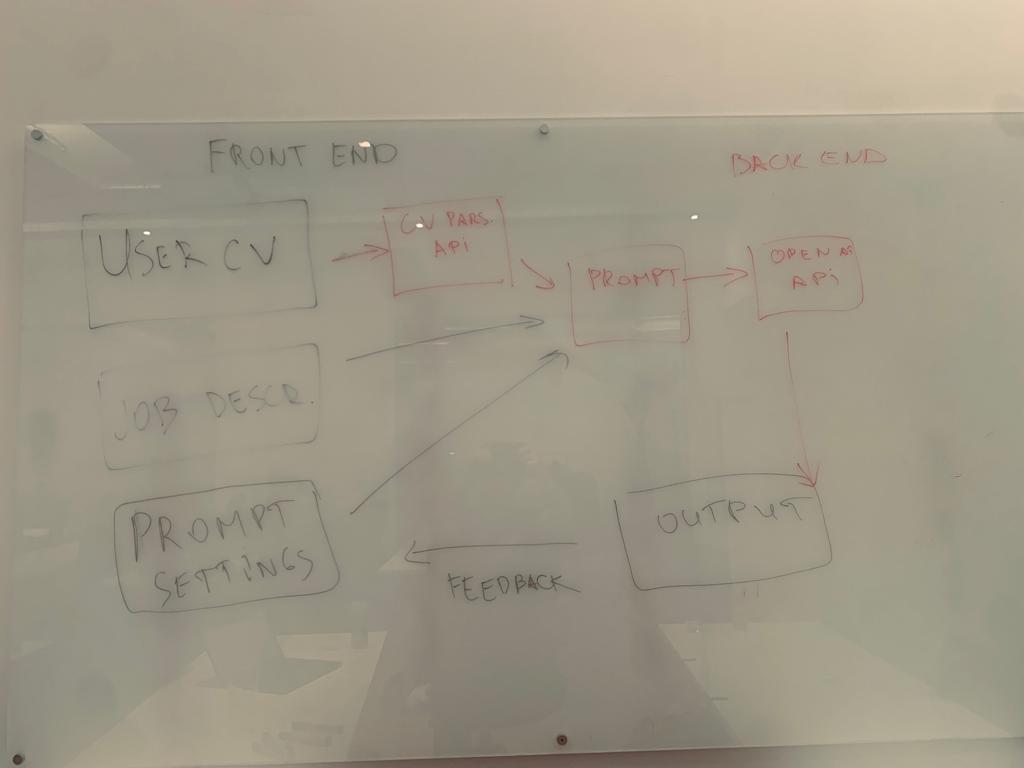 FRONT END
BACK END
USER CV
CV PARS.
APi
PROMPT
OPEN AI
APi
JOB DESCR.
PROMPT
SETTINGS
OUTPUT
FEEDBACK